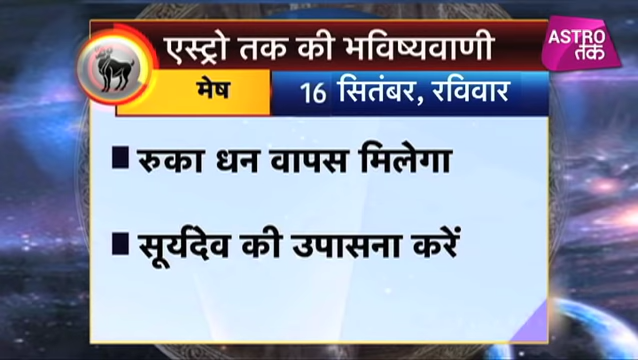 एस्ट्रो तक की भविष्यवाणी
ASTRO
तक
मेष
16 सितंबर, रविवार
रुका धन वापस मिलेगा
सूर्यदेव की उपासना करें